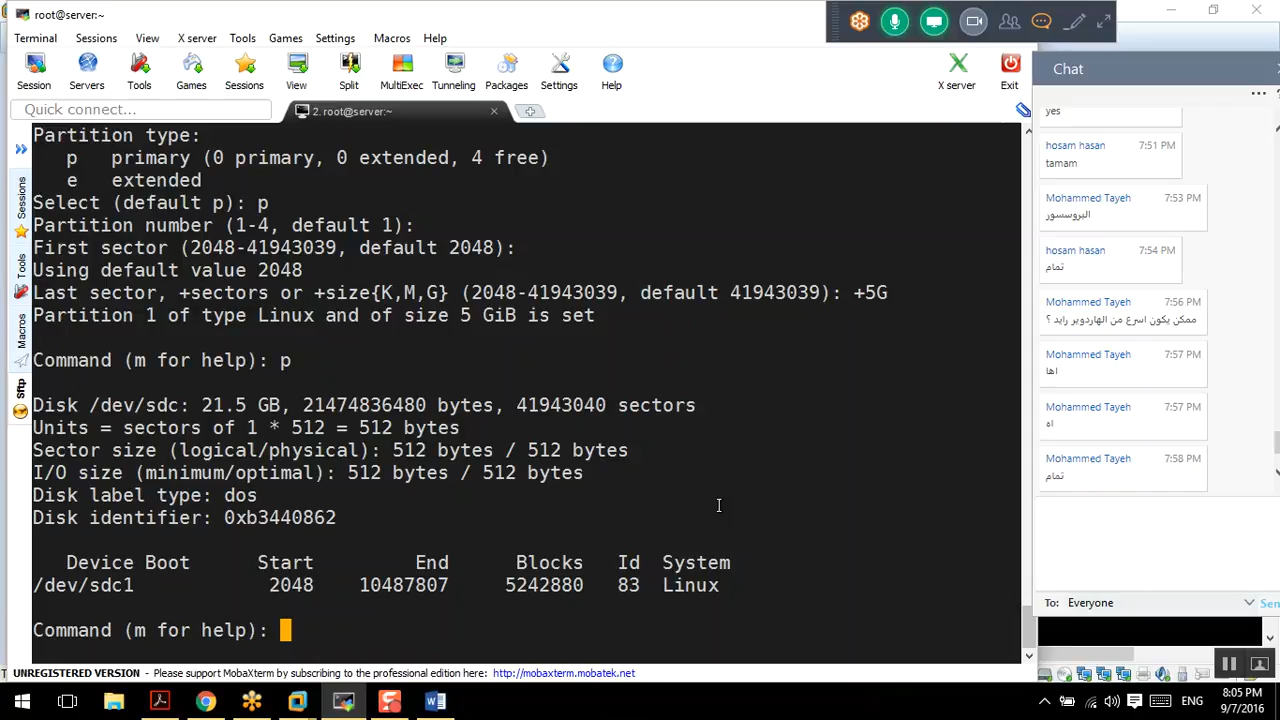 root@server:~
Terminal Sessions View X server Tools Games Settings Macros Help
Session Servers Tools Games Sessions View Split MultiExec Tunneling Packages Settings Help X server Exit
Quick connect...
2. root@server:~
Sessions
Tools
Macros
Sftp
Partition type:
p primary (0 primary, 0 extended, 4 free)
e extended
Select (default p): p
Partition number (1-4, default 1):
First sector (2048-41943039, default 2048):
Using default value 2048
Last sector, +sectors or +size{K,M,G} (2048-41943039, default 41943039): +5G
Partition 1 of type Linux and of size 5 GiB is set
Command (m for help): p
Disk /dev/sdc: 21.5 GB, 21474836480 bytes, 41943040 sectors
Units = sectors of 1 * 512 = 512 bytes
Sector size (logical/physical): 512 bytes / 512 bytes
I/O size (minimum/optimal): 512 bytes / 512 bytes
Disk label type: dos
Disk identifier: 0xb3440862
Device Boot Start End Blocks Id System
/dev/sdc1 2048 10487807 5242880 83 Linux
Command (m for help):
UNREGISTERED VERSION - Please support MobaXterm by subscribing to the professional edition here: http://mobaxterm.mobatek.net
Chat
yes
hosam hasan 7:51 PM
tamam
Mohammed Tayeh 7:53 PM
البروسسور
hosam hasan 7:54 PM
تمام
Mohammed Tayeh 7:56 PM
ممكن يكون اسرع من الهاردوير رايد ؟
Mohammed Tayeh 7:57 PM
اها
Mohammed Tayeh 7:57 PM
اه
Mohammed Tayeh 7:58 PM
تمام
To: Everyone
ENG
8:05 PM
9/7/2016